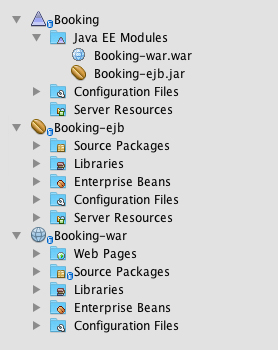 Booking
Java EE Modules
Booking-war.war
Booking-ejb.jar
Configuration Files
Server Resources
Booking-ejb
Source Packages
Libraries
Enterprise Beans
Configuration Files
Server Resources
Booking-war
Web Pages
Source Packages
Libraries
Enterprise Beans
Configuration Files